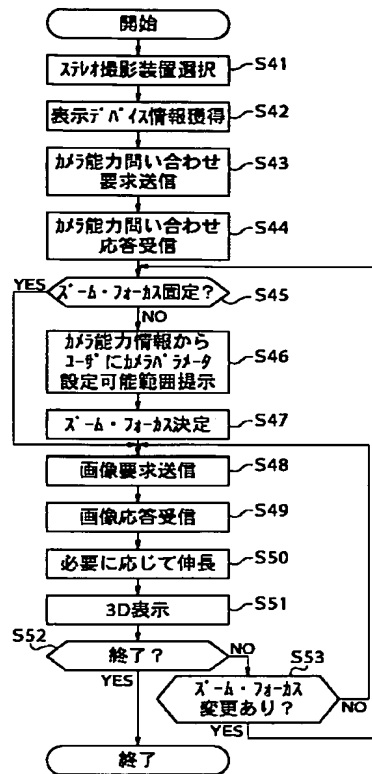 開始
ステレオ撮影装置選択
S41
表示デバイス情報獲得
S42
カメラ能力問い合わせ
要求送信
S43
カメラ能力問い合わせ
応答受信
S44
YES
ズーム・フォーカス固定？
S45
NO
カメラ能力情報から
ユーザにカメラパラメータ
設定可能範囲提示
S46
ズーム・フォーカス決定
S47
画像要求送信
S48
画像応答受信
S49
必要に応じて伸長
S50
3D表示
S51
S52
終了？
NO
YES
S53
ズーム・フォーカス
変更あり？
NO
YES
終了